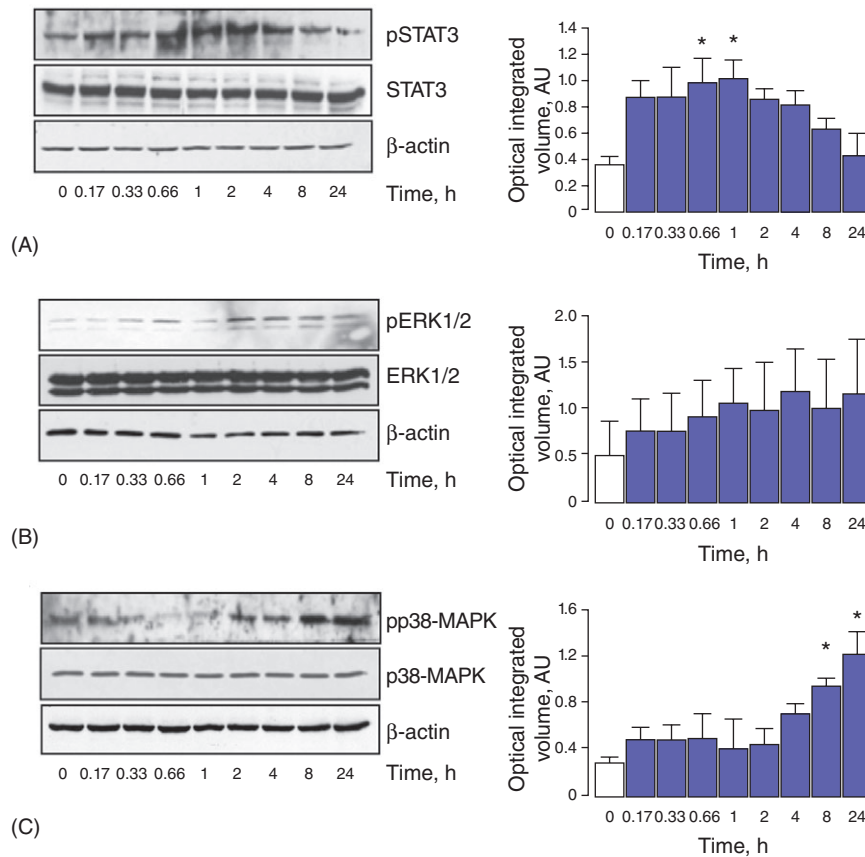 pSTAT3
STAT3
β-actin
0 0.17 0.33 0.66 1 2 4 8 24 Time, h
(A)
Optical integrated
volume, AU
1.4
1.2
1.0
0.8
0.6
0.4
0.2
0
* *
0 0.17 0.33 0.66 1 2 4 8 24
Time, h
pERK1/2
ERK1/2
β-actin
0 0.17 0.33 0.66 1 2 4 8 24 Time, h
(B)
Optical integrated
volume, AU
2.0
1.5
1.0
0.5
0
0 0.17 0.33 0.66 1 2 4 8 24
Time, h
pp38-MAPK
p38-MAPK
β-actin
0 0.17 0.33 0.66 1 2 4 8 24 Time, h
(C)
Optical integrated
volume, AU
1.6
1.2
0.8
0.4
0
* *
0 0.17 0.33 0.66 1 2 4 8 24
Time, h